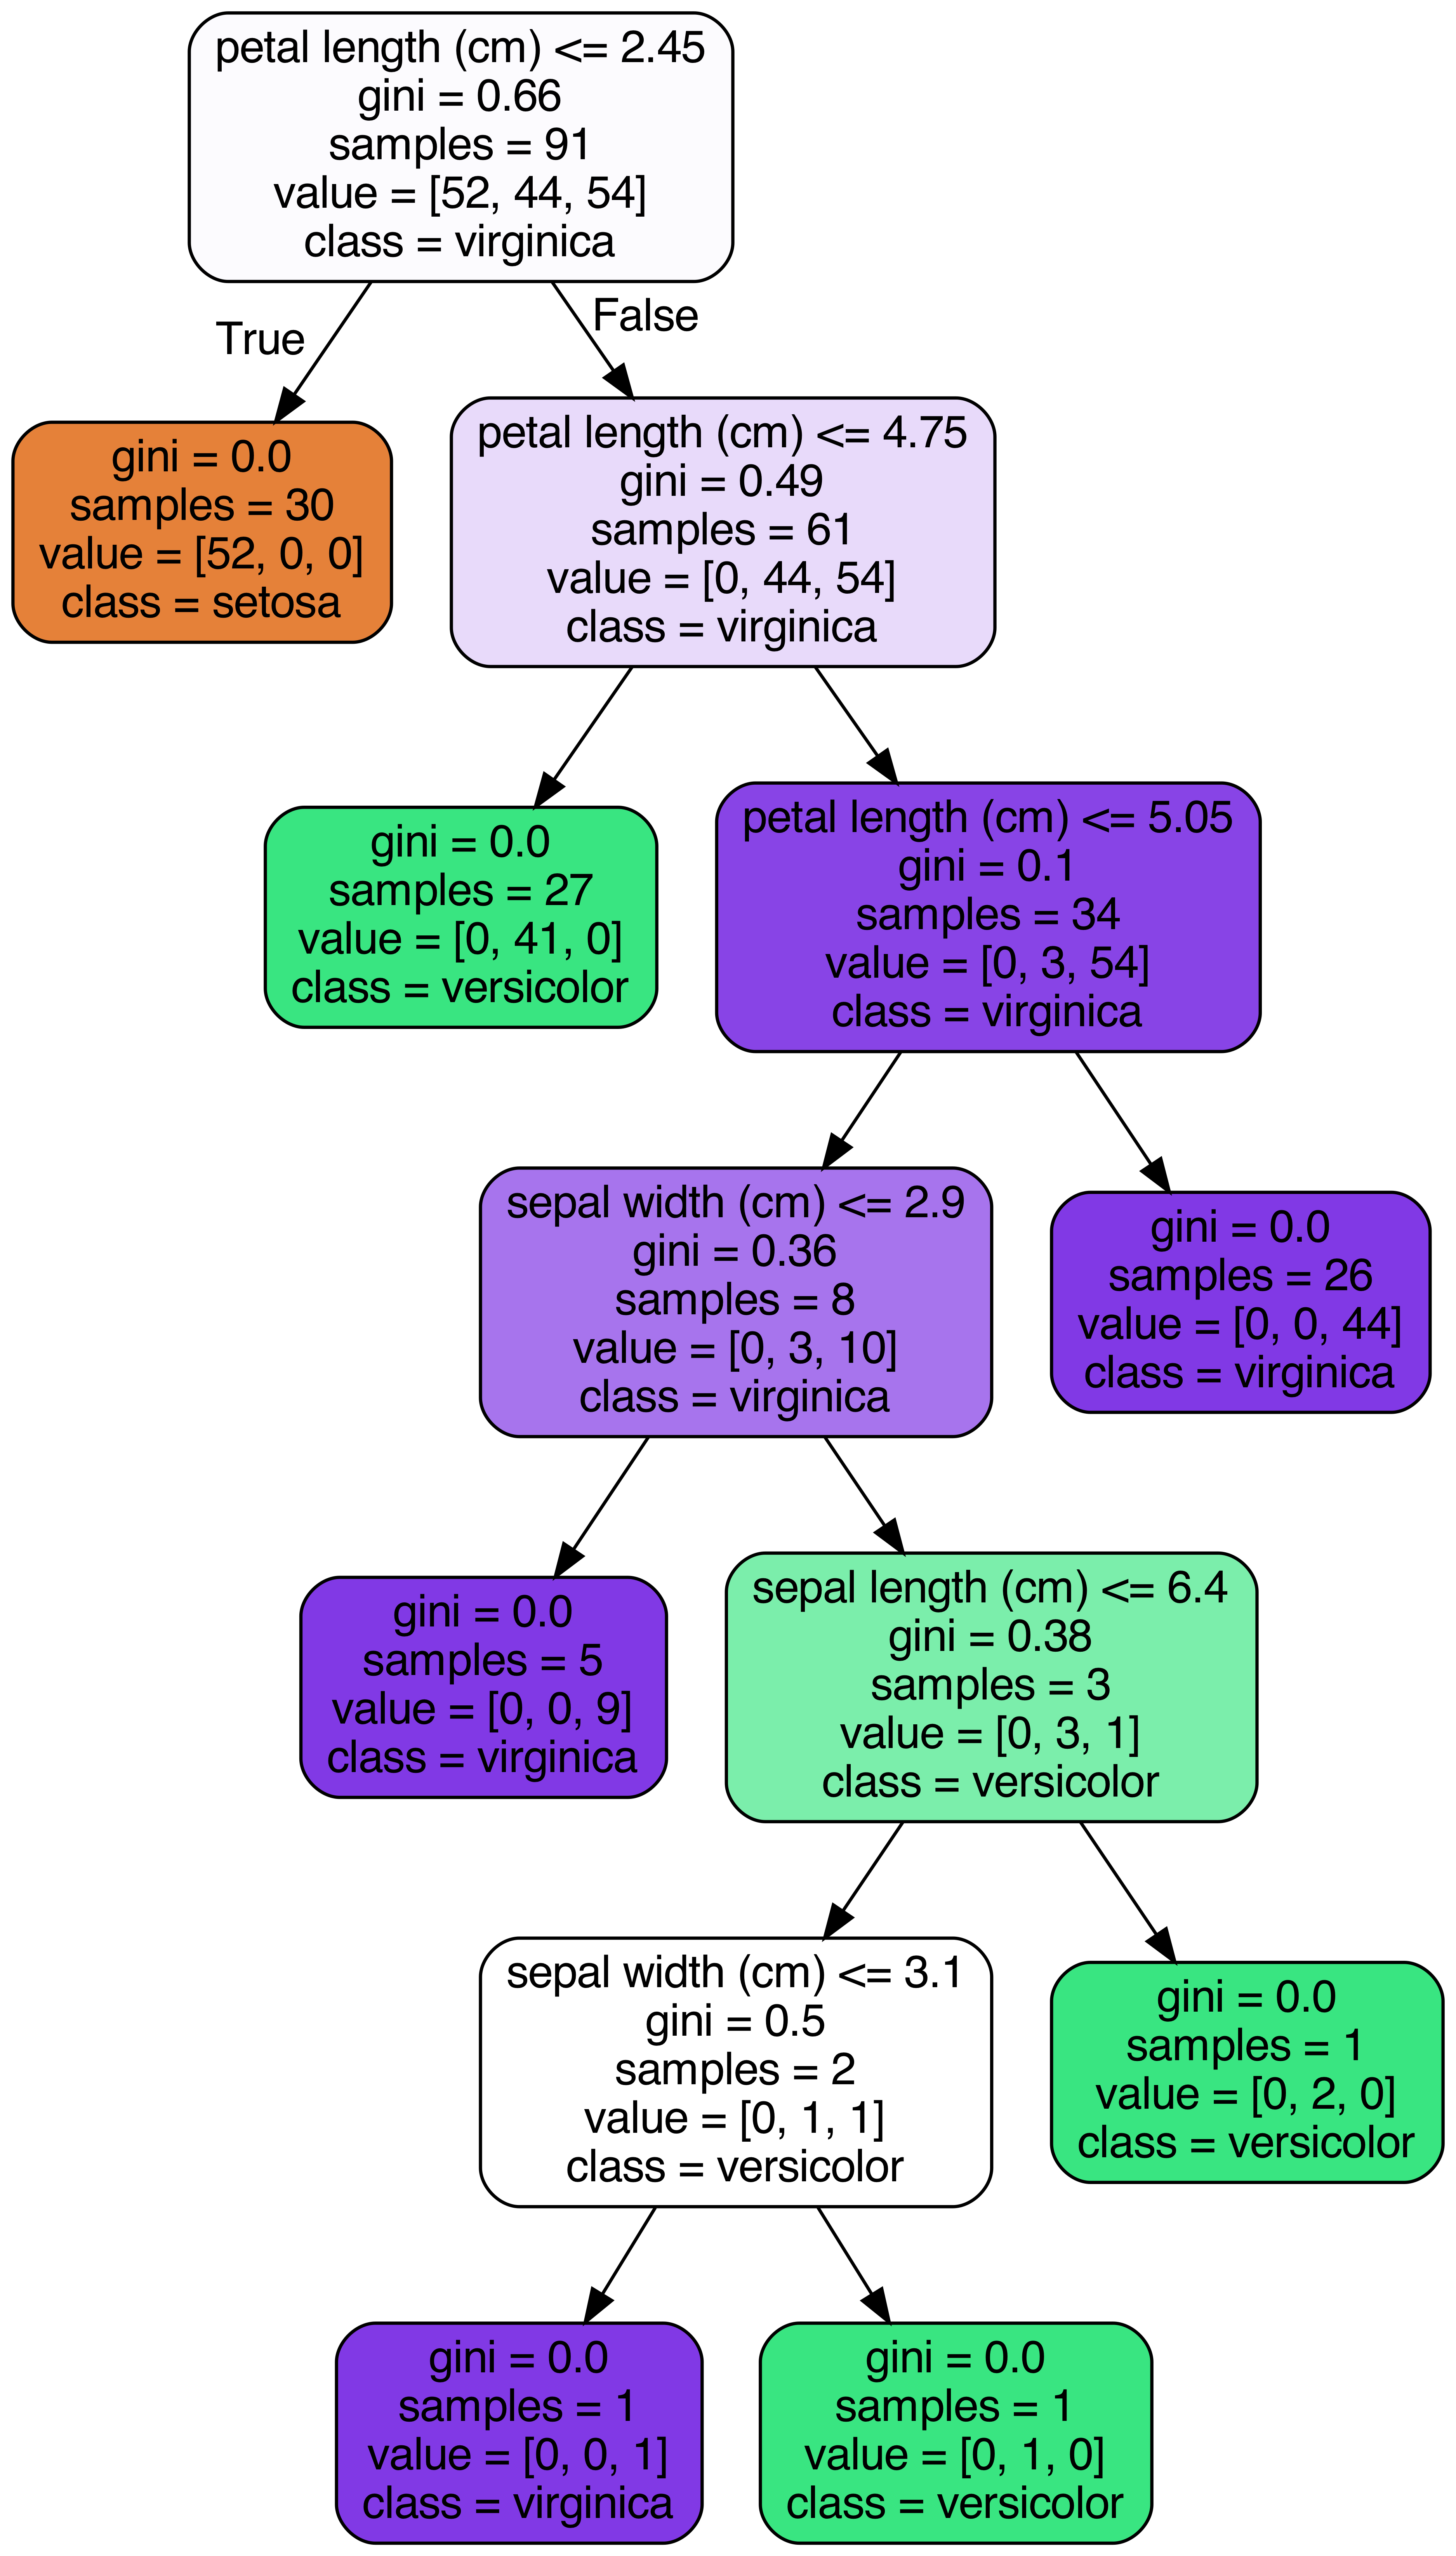 petal length (cm) <= 2.45
gini = 0.66
samples = 91
value = [52, 44, 54]
class = virginica
True
False
gini = 0.0
samples = 30
value = [52, 0, 0]
class = setosa
petal length (cm) <= 4.75
gini = 0.49
samples = 61
value = [0, 44, 54]
class = virginica
gini = 0.0
samples = 27
value = [0, 41, 0]
class = versicolor
petal length (cm) <= 5.05
gini = 0.1
samples = 34
value = [0, 3, 54]
class = virginica
sepal width (cm) <= 2.9
gini = 0.36
samples = 8
value = [0, 3, 10]
class = virginica
gini = 0.0
samples = 26
value = [0, 0, 44]
class = virginica
gini = 0.0
samples = 5
value = [0, 0, 9]
class = virginica
sepal length (cm) <= 6.4
gini = 0.38
samples = 3
value = [0, 3, 1]
class = versicolor
sepal width (cm) <= 3.1
gini = 0.5
samples = 2
value = [0, 1, 1]
class = versicolor
gini = 0.0
samples = 1
value = [0, 2, 0]
class = versicolor
gini = 0.0
samples = 1
value = [0, 0, 1]
class = virginica
gini = 0.0
samples = 1
value = [0, 1, 0]
class = versicolor